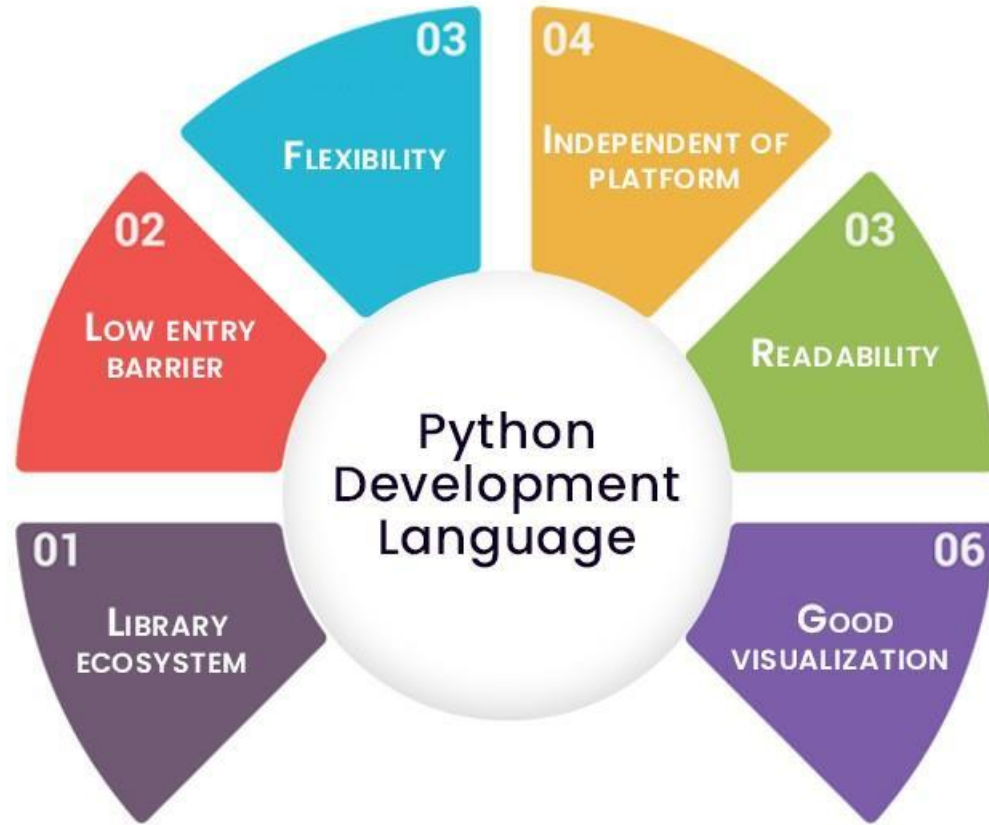 03
FLEXIBILITY
04
INDEPENDENT OF
PLATFORM
02
LOW ENTRY
BARRIER
03
READABILITY
Python
Development
Language
01
LIBRARY
ECOSYSTEM
06
GOOD
VISUALIZATION